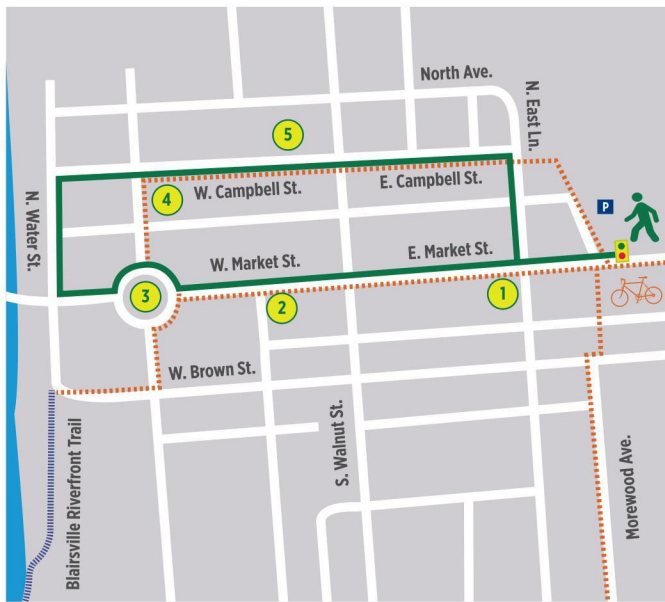 North Ave.
N. East Ln.
5
4
W. Campbell St.
E. Campbell St.
P
N. Water St.
W. Market St.
E. Market St.
3
2
1
W. Brown St.
S. Walnut St.
Blairsville Riverfront Trail
Morewood Ave.